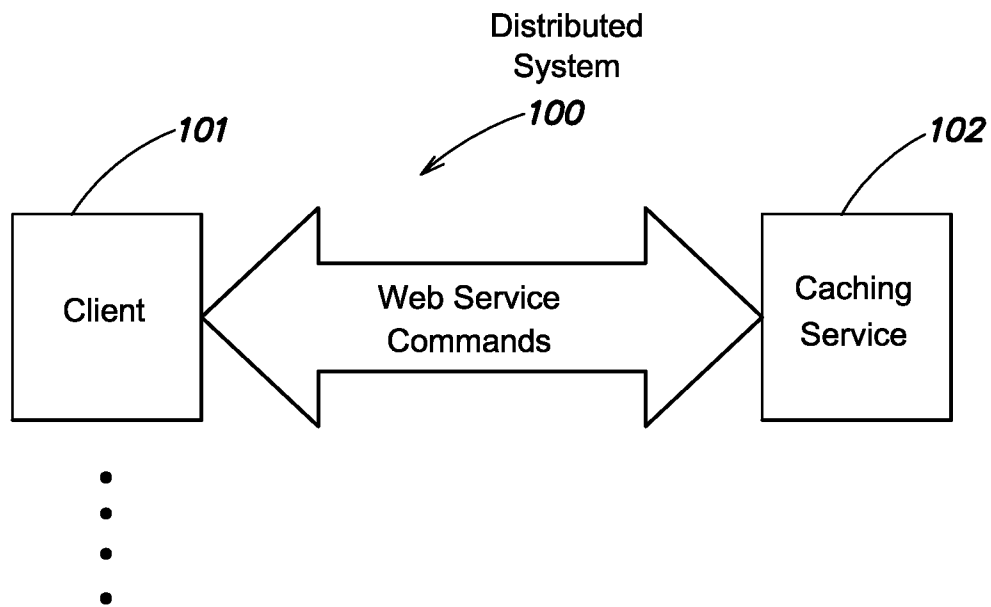 Distributed
System
100
101
102
Client
Web Service
Commands
Caching
Service